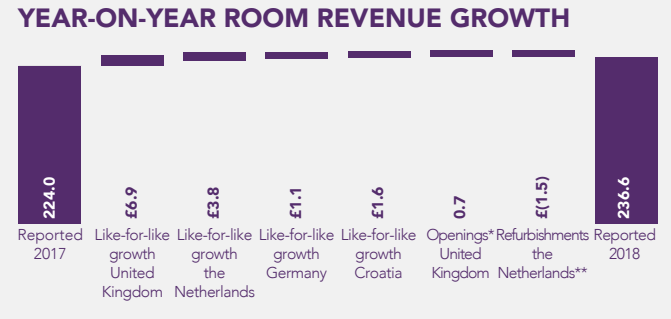 YEAR-ON-YEAR ROOM REVENUE GROWTH
224.0
£6.9
£3.8
£1.1
£1.6
0.7
£(1.5)
236.6
Reported
2017
Like-for-like
growth
United
Kingdom
Like-for-like
growth
the
Netherlands
Like-for-like
growth
Germany
Like-for-like
growth
Croatia
Openings*
United
Kingdom
Refurbishments
the
Netherlands**
Reported
2018